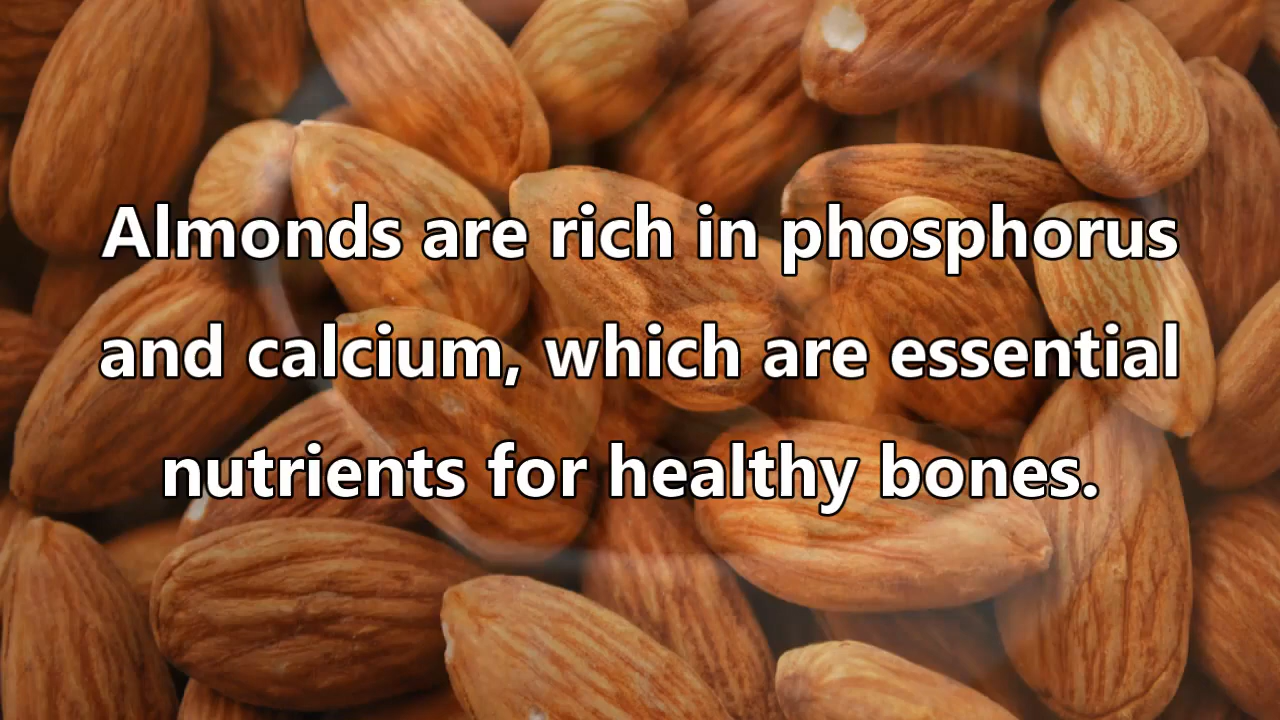 Almonds are rich in phosphorus
and calcium, which are essential
nutrients for healthy bones.